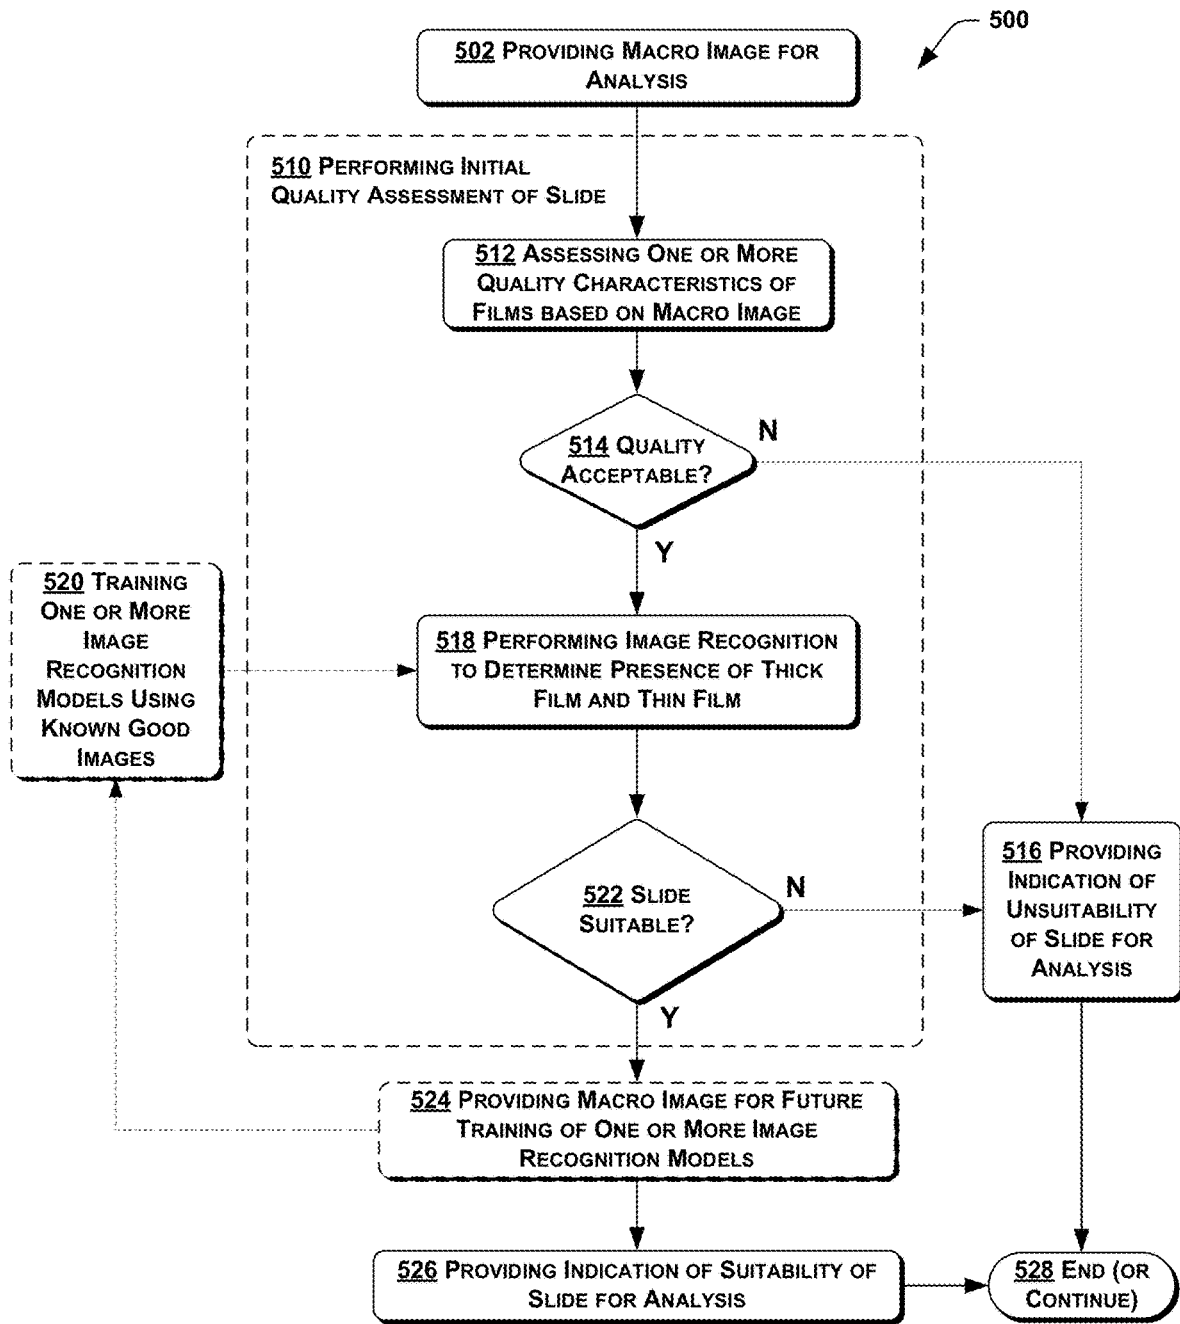 500
502 Providing Macro Image for
Analysis
510 Performing Initial
Quality Assessment of Slide
512 Assessing One or More
Quality Characteristics of
Films based on Macro Image
514 Quality
Acceptable?
N
Y
520 Training
One or More
Image
Recognition
Models Using
Known Good
Images
518 Performing Image Recognition
to Determine Presence of Thick
Film and Thin Film
522 Slide
Suitable?
N
Y
516 Providing
Indication of
Unsuitability
of Slide for
Analysis
524 Providing Macro Image for Future
Training of One or More Image
Recognition Models
526 Providing Indication of Suitability of
Slide for Analysis
528 End (or
Continue)